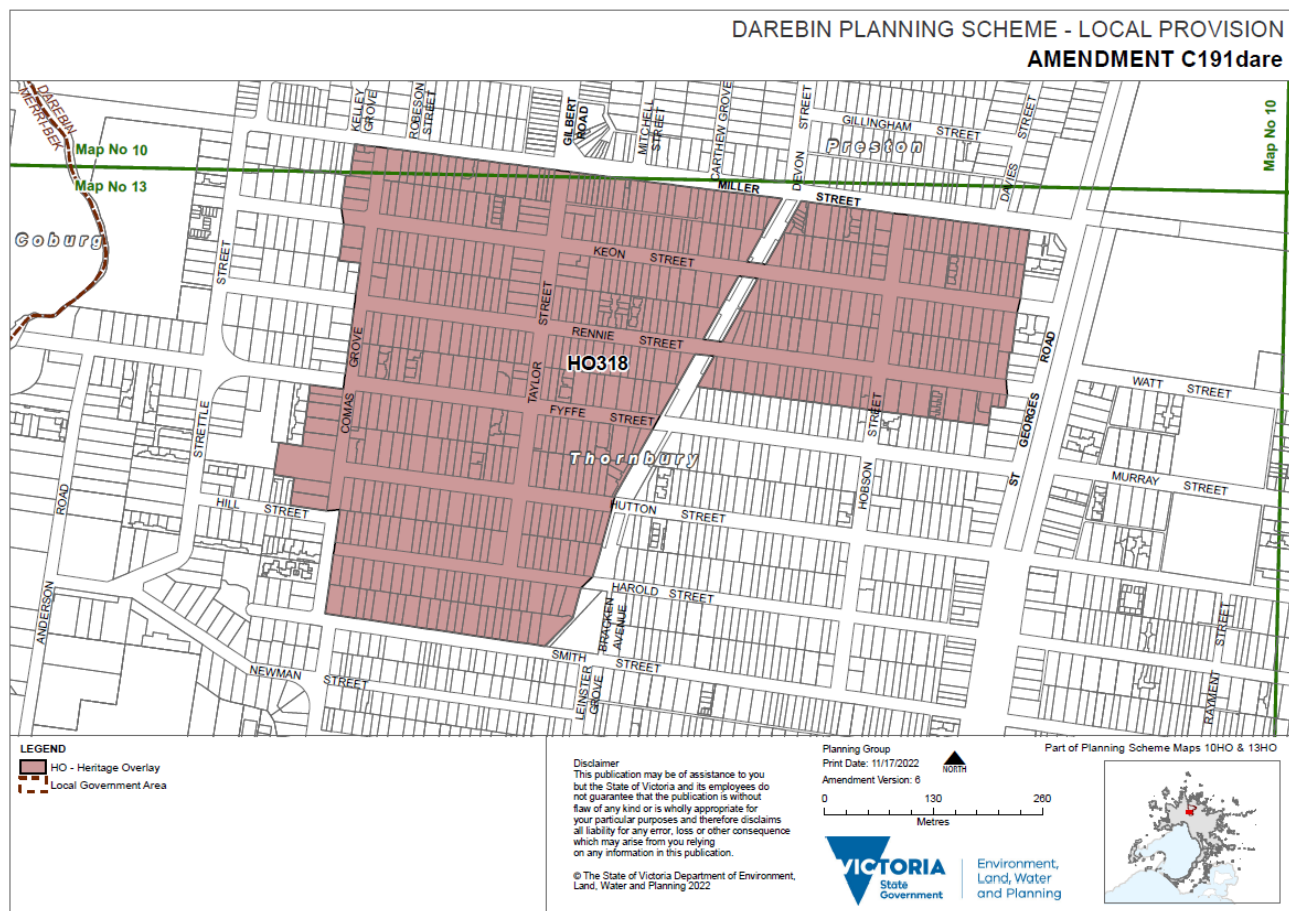 DAREBIN PLANNING SCHEME - LOCAL PROVISION
AMENDMENT C191dare
DAREBIN
MERRI-BEK
KELLEY
GROVE
ROBESON
STREET
GILBERT
ROAD
MITCHELL
STREET
CARTHEW GROVE
DEVON
STREET
GILLINGHAM STREET
DAVIES
STREET
Map No 10
Map No 10
Map No 13
Preston
MILLER STREET
Coburg
STREET
KEON STREET
STREET
RENNIE STREET
ROAD
GROVE
HO318
TAYLOR
WATT STREET
COMAS
FYFFE STREET
STREET
GEORGES
STRETTLE
Thornbury
HOBSON
ST
MURRAY STREET
ROAD
HILL STREET
HUTTON STREET
HAROLD STREET
ANDERSON
BRACKEN
AVENUE
STREET
SMITH STREET
NEWMAN STREET
LEINSTER
GROVE
RAYMENT
LEGEND
HO - Heritage Overlay
Local Government Area
Disclaimer
This publication may be of assistance to you
but the State of Victoria and its employees do
not guarantee that the publication is without
flaw of any kind or is wholly appropriate for
your particular purposes and therefore disclaims
all liability for any error, loss or other consequence
which may arise from you relying
on any information in this publication.
© The State of Victoria Department of Environment,
Land, Water and Planning 2022
Planning Group
Print Date: 11/17/2022
Amendment Version: 6
NORTH
0 130 260
Metres
VICTORIA
State
Government
Environment,
Land, Water
and Planning
Part of Planning Scheme Maps 10HO & 13HO